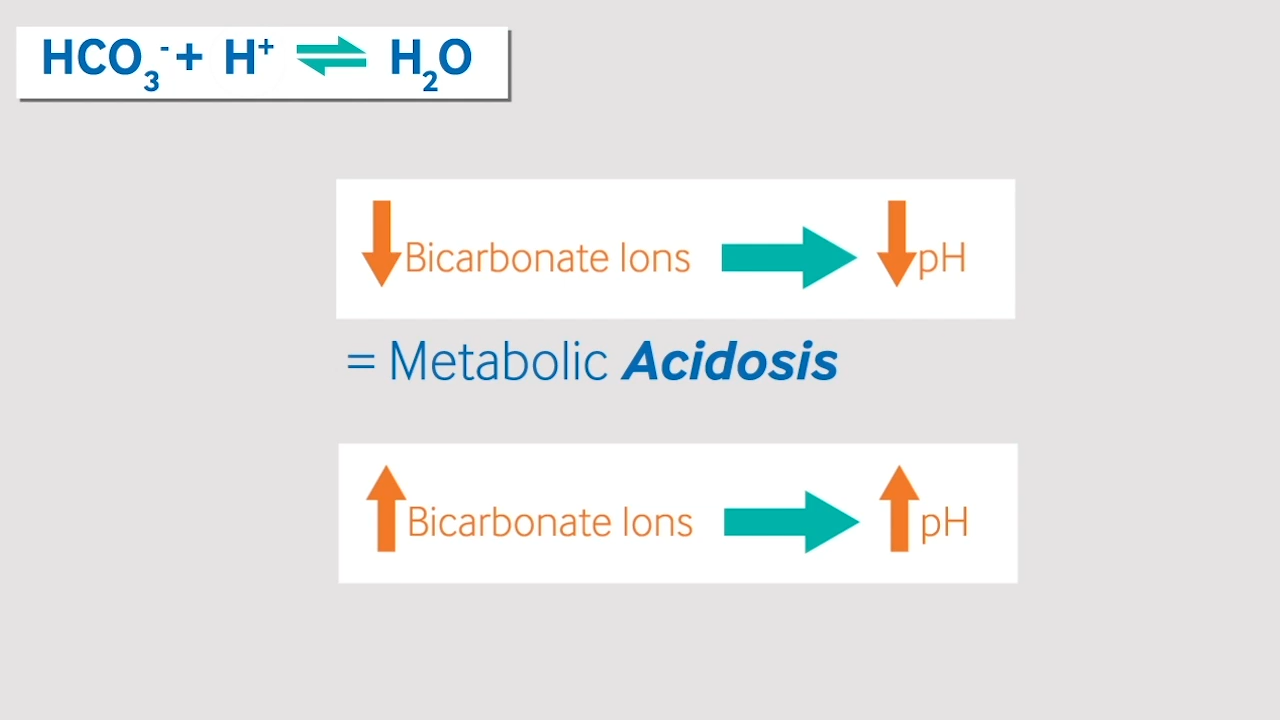 HCO₃⁻ + H⁺ ⇌ H₂O
↓Bicarbonate Ions → ↓pH
= Metabolic Acidosis
↑Bicarbonate Ions → ↑pH